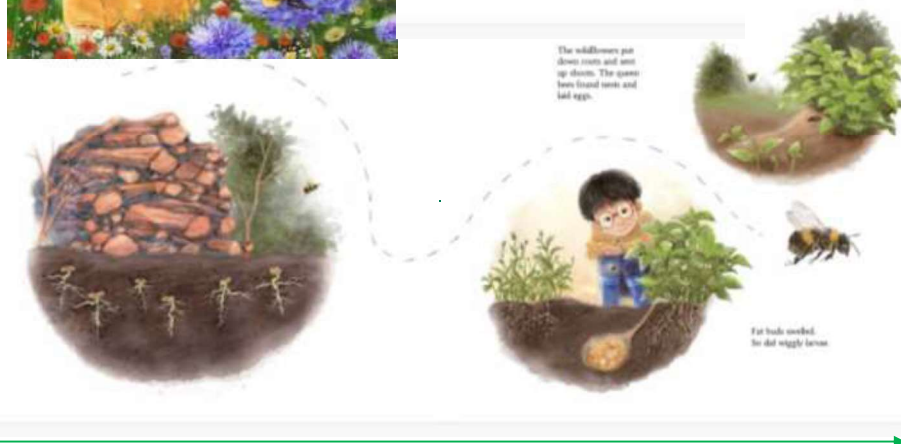 The wildflowers put
down roots and sent
up shoots. The queen
bees found nests and
laid eggs.
Fat buds swelled.
So did wiggly larvae.